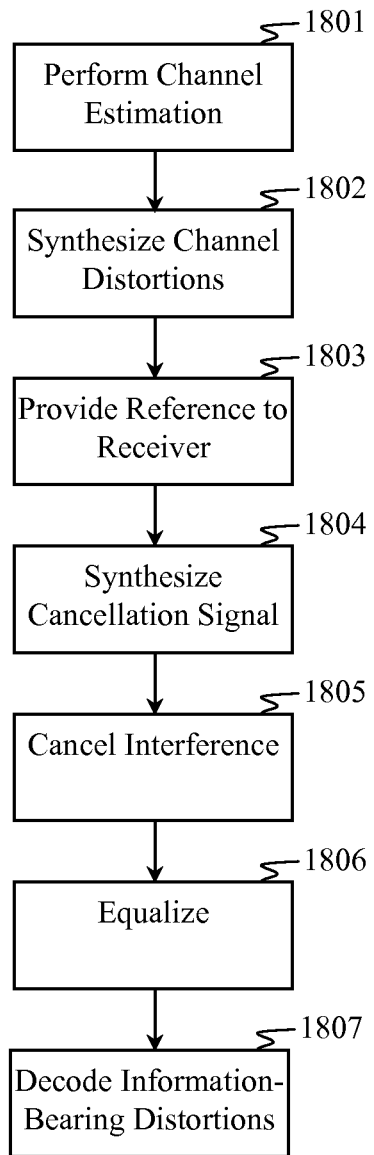 1801
Perform Channel
Estimation
1802
Synthesize Channel
Distortions
1803
Provide Reference to
Receiver
1804
Synthesize
Cancellation Signal
1805
Cancel Interference
1806
Equalize
1807
Decode Information-
Bearing Distortions